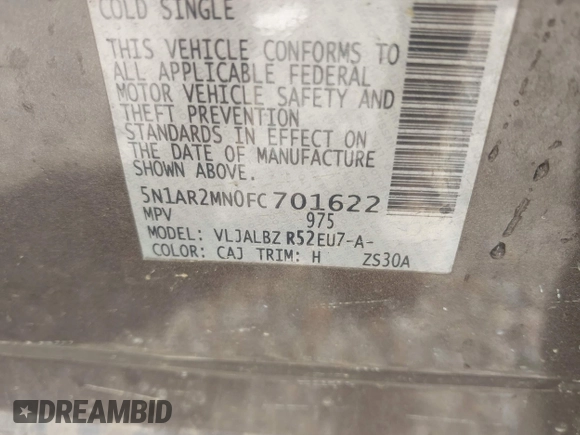 COLD SINGLE
THIS VEHICLE CONFORMS TO
ALL APPLICABLE FEDERAL
MOTOR VEHICLE SAFETY AND
THEFT PREVENTION
STANDARDS IN EFFECT ON
THE DATE OF MANUFACTURE
SHOWN ABOVE.
5N1AR2MN0FC701622
MPV 975
MODEL: VLJALBZ R52EU7-A-
COLOR: CAJ TRIM: H ZS30A
DREAMBID